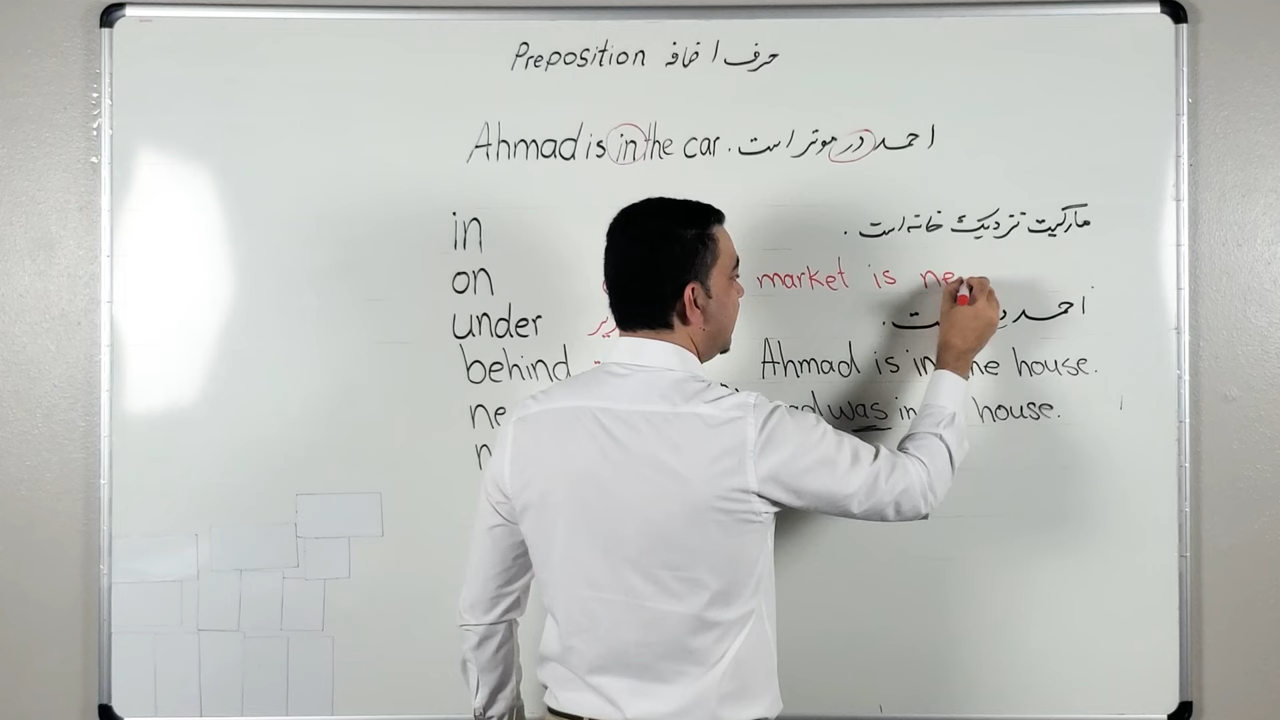 Preposition حرف اضافه
Ahmad is in the car. احمد در موتر است.
in
on
under زیر
behind
ne
مارکیت نزدیک خانه است.
market is ne
احمد
Ahmad is in the house.
was in house.